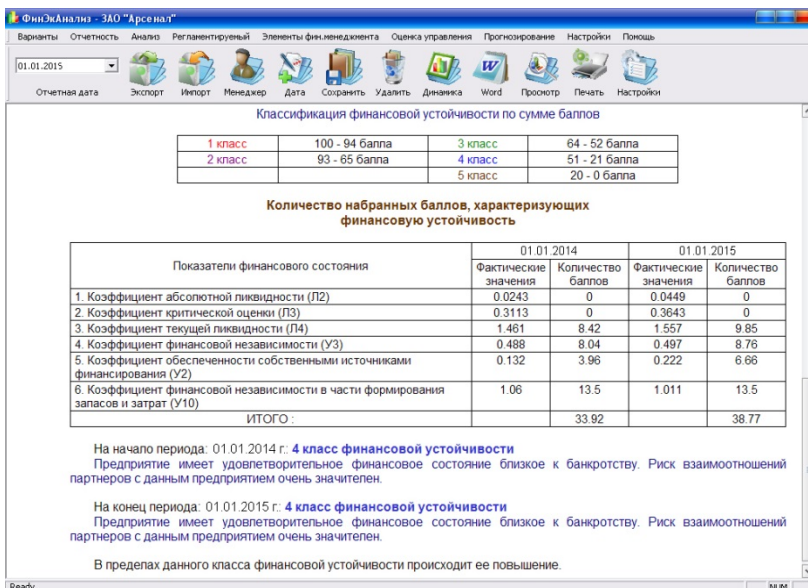 ФинЭкАнализ - ЗАО "Арсенал"
Варианты Отчетность Анализ Регламентируемый Элементы фин.менеджмента Оценка управления Прогнозирование Настройки Помощь
01.01.2015
Отчетная дата Экспорт Импорт Менеджер Дата Сохранить Удалить Динамика Word Просмотр Печать Настройки
Классификация финансовой устойчивости по сумме баллов
1 класс 100 - 94 балла 3 класс 64 - 52 балла
2 класс 93 - 65 балла 4 класс 51 - 21 балла
5 класс 20 - 0 балла
Количество набранных баллов, характеризующих
финансовую устойчивость
Показатели финансового состояния 01.01.2014 01.01.2015
Фактические значения Количество баллов Фактические значения Количество баллов
1. Коэффициент абсолютной ликвидности (Л2) 0.0243 0 0.0449 0
2. Коэффициент критической оценки (Л3) 0.3113 0 0.3643 0
3. Коэффициент текущей ликвидности (Л4) 1.461 8.42 1.557 9.85
4. Коэффициент финансовой независимости (У3) 0.488 8.04 0.497 8.76
5. Коэффициент обеспеченности собственными источниками
финансирования (У2) 0.132 3.96 0.222 6.66
6. Коэффициент финансовой независимости в части формирования
запасов и затрат (У10) 1.06 13.5 1.011 13.5
ИТОГО : 33.92 38.77
На начало периода: 01.01.2014 г.: 4 класс финансовой устойчивости
Предприятие имеет удовлетворительное финансовое состояние близкое к банкротству. Риск взаимоотношений
партнеров с данным предприятием очень значителен.
На конец периода: 01.01.2015 г.: 4 класс финансовой устойчивости
Предприятие имеет удовлетворительное финансовое состояние близкое к банкротству. Риск взаимоотношений
партнеров с данным предприятием очень значителен.
В пределах данного класса финансовой устойчивости происходит ее повышение.
Ready NUM